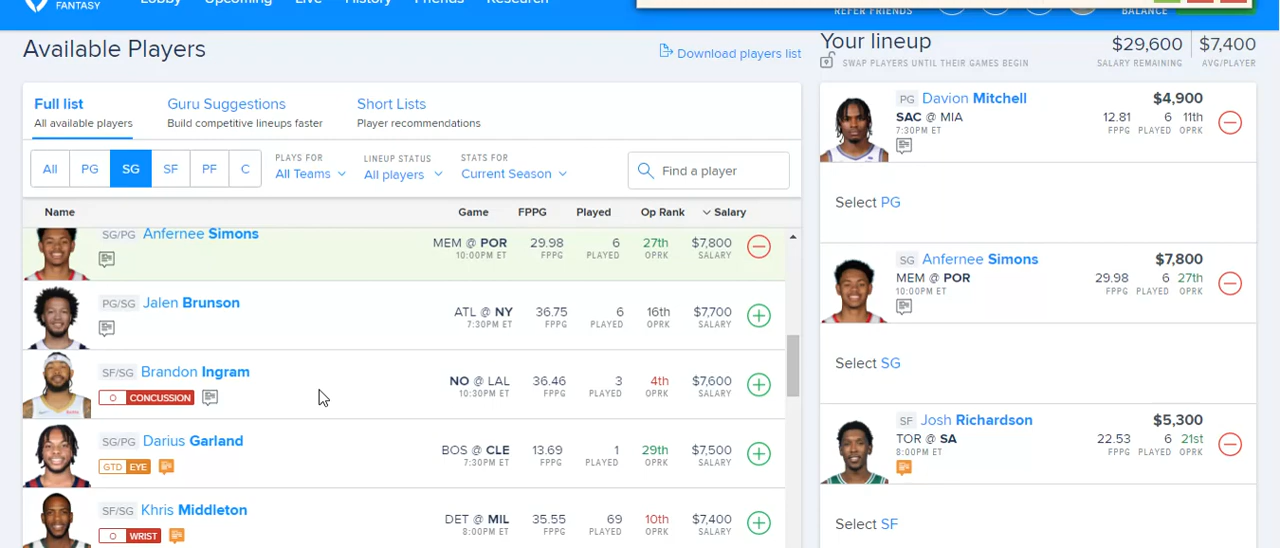 FANTASY
Lobby Upcoming Live History Friends Research
REFER FRIENDS
BALANCE
Available Players
Download players list
Full list
All available players
Guru Suggestions
Build competitive lineups faster
Short Lists
Player recommendations
All PG SG SF PF C
PLAYS FOR
All Teams
LINEUP STATUS
All players
STATS FOR
Current Season
Find a player
Name Game FPPG Played Op Rank Salary
SG/PG Anfernee Simons
MEM @ POR 29.98 6 27th $7,800
10:00PM ET FPPG PLAYED OPRK SALARY
PG/SG Jalen Brunson
ATL @ NY 36.75 6 16th $7,700
7:30PM ET FPPG PLAYED OPRK SALARY
SF/SG Brandon Ingram
O CONCUSSION
NO @ LAL 36.46 3 4th $7,600
10:30PM ET FPPG PLAYED OPRK SALARY
SG/PG Darius Garland
GTD EYE
BOS @ CLE 13.69 1 29th $7,500
7:30PM ET FPPG PLAYED OPRK SALARY
SF/SG Khris Middleton
O WRIST
DET @ MIL 35.55 69 10th $7,400
8:00PM ET FPPG PLAYED OPRK SALARY
Your lineup
SWAP PLAYERS UNTIL THEIR GAMES BEGIN
$29,600
SALARY REMAINING
$7,400
AVG/PLAYER
PG Davion Mitchell $4,900
SAC @ MIA 12.81 6 11th
7:30PM ET FPPG PLAYED OPRK
Select PG
SG Anfernee Simons $7,800
MEM @ POR 29.98 6 27th
10:00PM ET FPPG PLAYED OPRK
Select SG
SF Josh Richardson $5,300
TOR @ SA 22.53 6 21st
8:00PM ET FPPG PLAYED OPRK
Select SF